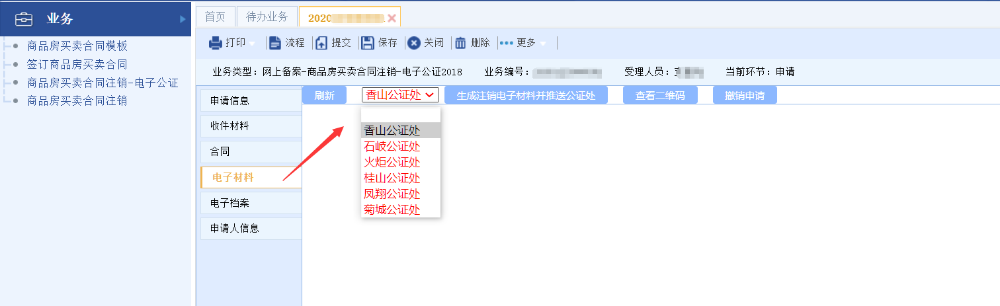 业务
商品房买卖合同模板
签订商品房买卖合同
商品房买卖合同注销-电子公证
商品房买卖合同注销
首页 待办业务 2020
打印 流程 提交 保存 关闭 删除 更多
业务类型：网上备案-商品房买卖合同注销-电子公证2018 业务编号： 受理人员： 当前环节：申请
申请信息
收件材料
合同
电子材料
电子档案
申请人信息
刷新 香山公证处 生成注销电子材料并推送公证处 查看二维码 撤销申请
香山公证处
石岐公证处
火炬公证处
桂山公证处
凤翔公证处
菊城公证处